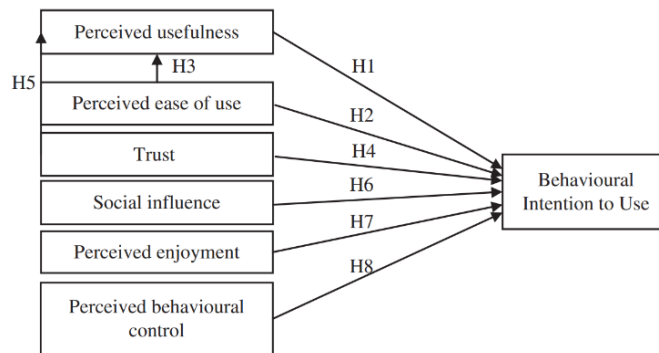 Perceived usefulness
H1
H3
H5
Perceived ease of use
H2
Trust
H4
Behavioural
Intention to Use
H6
Social influence
H7
Perceived enjoyment
H8
Perceived behavioural
control